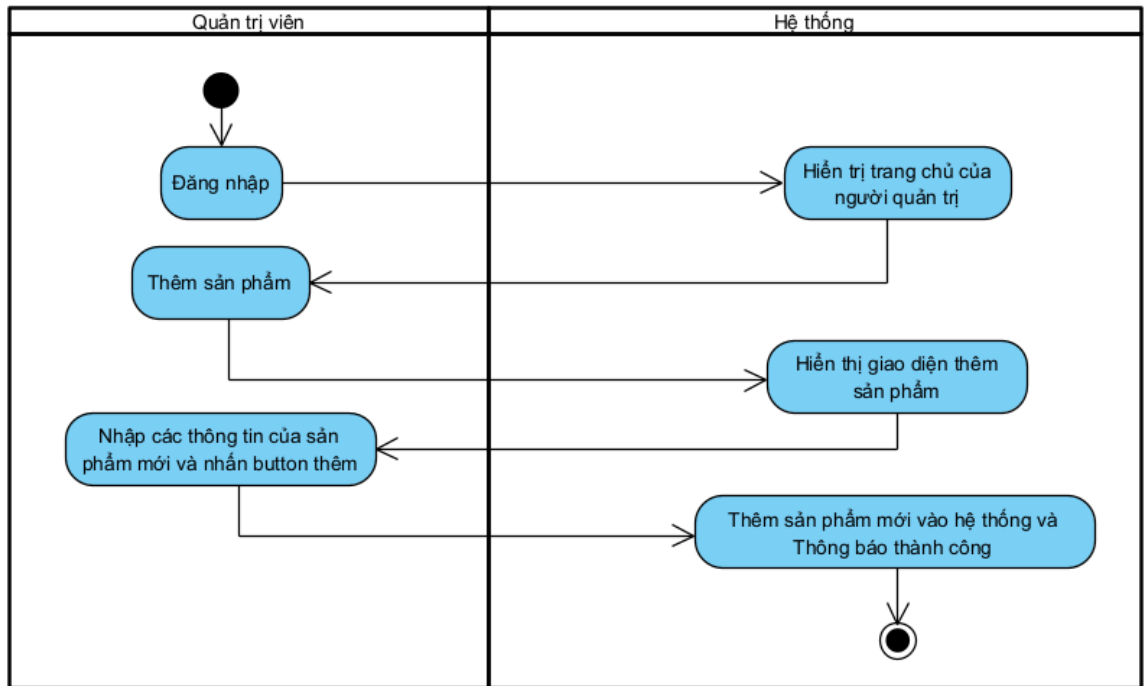 Quản trị viên
Hệ thống
Đăng nhập
Hiển trị trang chủ của
người quản trị
Thêm sản phẩm
Hiển thị giao diện thêm
sản phẩm
Nhập các thông tin của sản
phẩm mới và nhấn button thêm
Thêm sản phẩm mới vào hệ thống và
Thông báo thành công